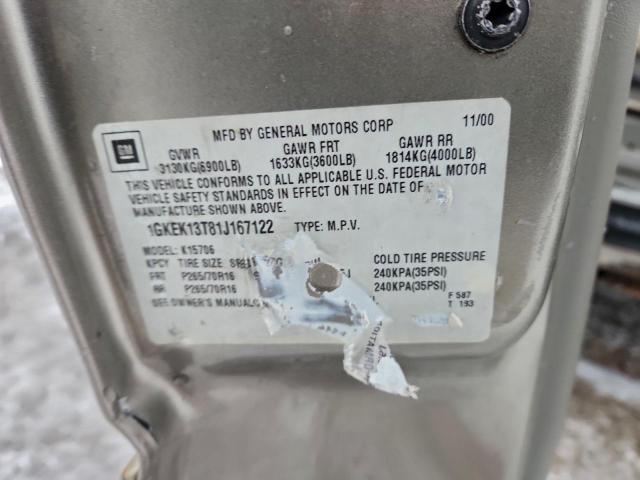 MFD BY GENERAL MOTORS CORP 11/00
GM GVWR GAWR FRT GAWR RR
3130KG(6900LB) 1633KG(3600LB) 1814KG(4000LB)
THIS VEHICLE CONFORMS TO ALL APPLICABLE U.S. FEDERAL MOTOR
VEHICLE SAFETY STANDARDS IN EFFECT ON THE DATE OF
MANUFACTURE SHOWN ABOVE.
1GKEK13T81J167122 TYPE: M.P.V.
MODEL: K15706
KPCY TIRE SIZE COLD TIRE PRESSURE
FRT P265/70R16 240KPA(35PSI)
RR P265/70R16 240KPA(35PSI)
SEE OWNER'S MANUAL F 587
T 193